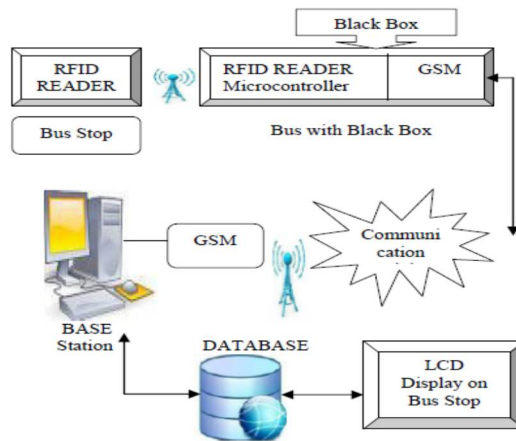 Black Box
RFID
READER
RFID READER
Microcontroller
GSM
Bus Stop
Bus with Black Box
GSM
Communi
cation
BASE
Station
DATABASE
LCD
Display on
Bus Stop